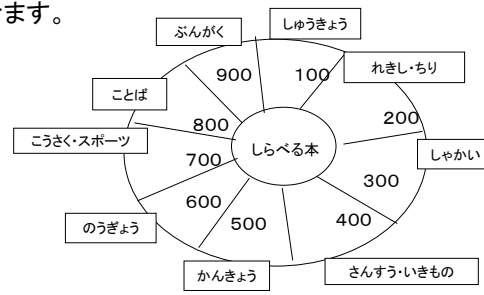 けます。
しゅうきょう
ぶんがく
900
100
れきし・ちり
ことば
800
200
こうさく・スポーツ
しらべる本
しゃかい
700
300
600
400
のうぎょう
500
かんきょう
さんすう・いきもの